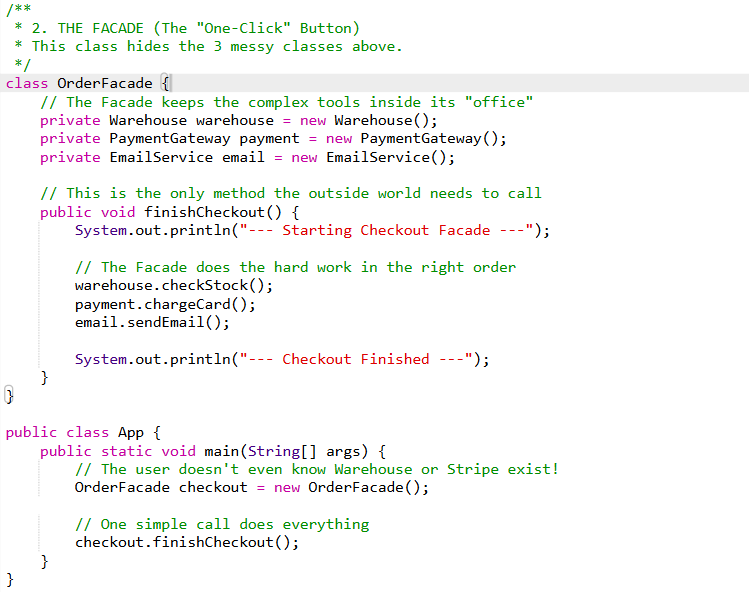 /**
 * 2. THE FACADE (The "One-Click" Button)
 * This class hides the 3 messy classes above.
 */
class OrderFacade {
    // The Facade keeps the complex tools inside its "office"
    private Warehouse warehouse = new Warehouse();
    private PaymentGateway payment = new PaymentGateway();
    private EmailService email = new EmailService();

    // This is the only method the outside world needs to call
    public void finishCheckout() {
        System.out.println("--- Starting Checkout Facade ---");

        // The Facade does the hard work in the right order
        warehouse.checkStock();
        payment.chargeCard();
        email.sendEmail();

        System.out.println("--- Checkout Finished ---");
    }
}

public class App {
    public static void main(String[] args) {
        // The user doesn't even know Warehouse or Stripe exist!
        OrderFacade checkout = new OrderFacade();

        // One simple call does everything
        checkout.finishCheckout();
    }
}